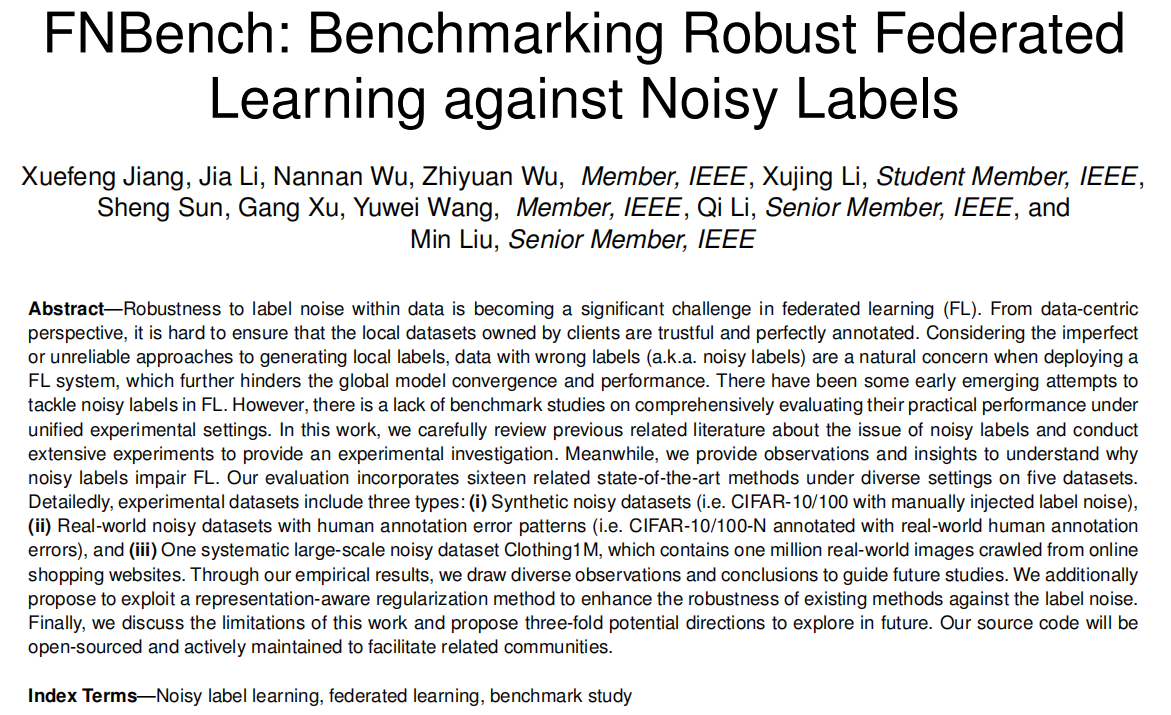 FNBench: Benchmarking Robust Federated
Learning against Noisy Labels
Xuefeng Jiang, Jia Li, Nannan Wu, Zhiyuan Wu, Member, IEEE, Xujing Li, Student Member, IEEE,
Sheng Sun, Gang Xu, Yuwei Wang, Member, IEEE, Qi Li, Senior Member, IEEE, and
Min Liu, Senior Member, IEEE
Abstract—Robustness to label noise within data is becoming a significant challenge in federated learning (FL). From data-centric
perspective, it is hard to ensure that the local datasets owned by clients are trustful and perfectly annotated. Considering the imperfect
or unreliable approaches to generating local labels, data with wrong labels (a.k.a. noisy labels) are a natural concern when deploying a
FL system, which further hinders the global model convergence and performance. There have been some early emerging attempts to
tackle noisy labels in FL. However, there is a lack of benchmark studies on comprehensively evaluating their practical performance under
unified experimental settings. In this work, we carefully review previous related literature about the issue of noisy labels and conduct
extensive experiments to provide an experimental investigation. Meanwhile, we provide observations and insights to understand why
noisy labels impair FL. Our evaluation incorporates sixteen related state-of-the-art methods under diverse settings on five datasets.
Detailedly, experimental datasets include three types: (i) Synthetic noisy datasets (i.e. CIFAR-10/100 with manually injected label noise),
(ii) Real-world noisy datasets with human annotation error patterns (i.e. CIFAR-10/100-N annotated with real-world human annotation
errors), and (iii) One systematic large-scale noisy dataset Clothing1M, which contains one million real-world images crawled from online
shopping websites. Through our empirical results, we draw diverse observations and conclusions to guide future studies. We additionally
propose to exploit a representation-aware regularization method to enhance the robustness of existing methods against the label noise.
Finally, we discuss the limitations of this work and propose three-fold potential directions to explore in future. Our source code will be
open-sourced and actively maintained to facilitate related communities.
Index Terms—Noisy label learning, federated learning, benchmark study